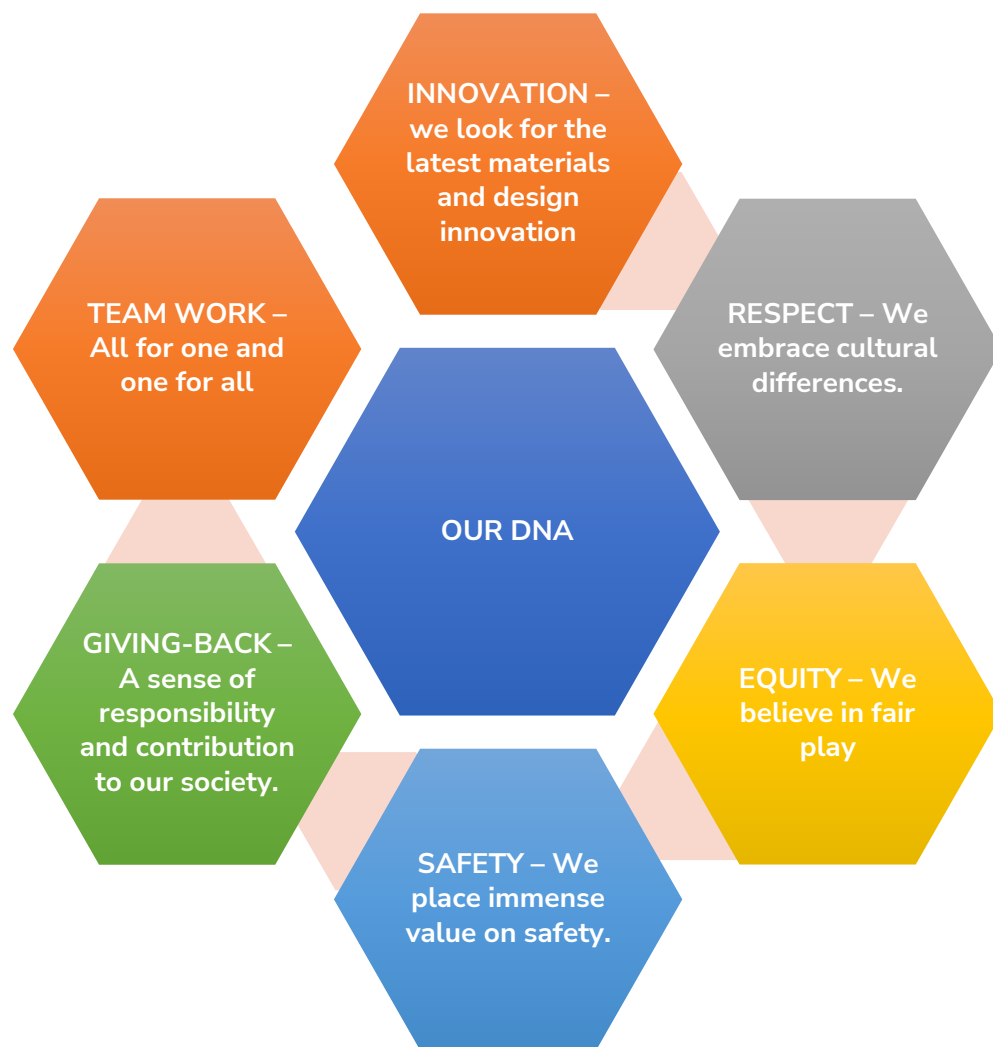 INNOVATION –
we look for the
latest materials
and design
innovation
TEAM WORK –
All for one and
one for all
RESPECT – We
embrace cultural
differences.
OUR DNA
GIVING-BACK –
A sense of
responsibility
and contribution
to our society.
EQUITY – We
believe in fair
play
SAFETY – We
place immense
value on safety.